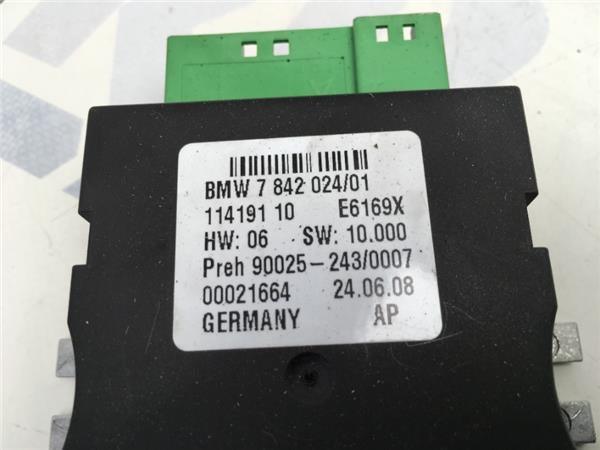 BMW 7 842 024/01
114191 10 E6169X
HW: 06 SW: 10.000
Preh 90025-243/0007
00021664 24.06.08
GERMANY AP